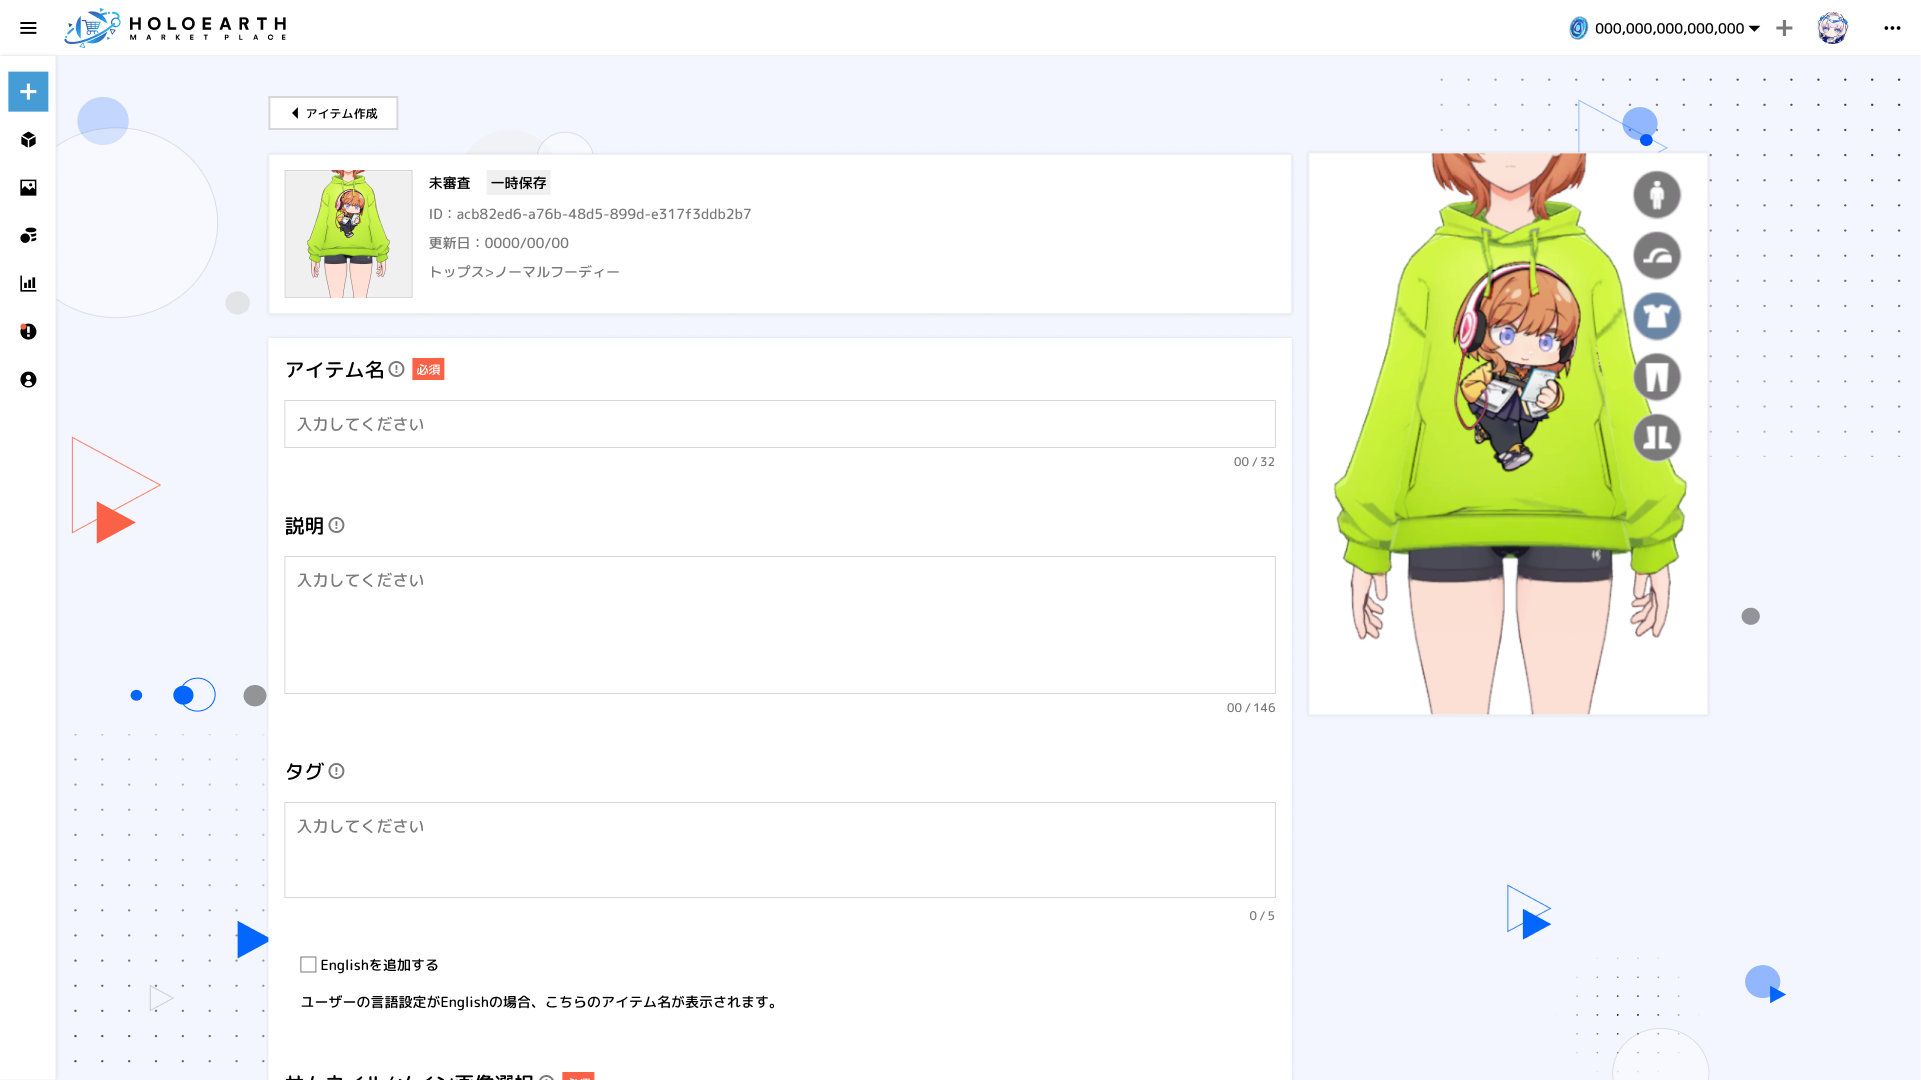 HOLOEARTH
MARKET PLACE
000,000,000,000,000
アイテム作成
未審査 一時保存
ID：acb82ed6-a76b-48d5-899d-e317f3ddb2b7
更新日：0000/00/00
トップス>ノーマルフーディー
アイテム名 必須
入力してください
00 / 32
説明
入力してください
00 / 146
タグ
入力してください
0 / 5
Englishを追加する
ユーザーの言語設定がEnglishの場合、こちらのアイテム名が表示されます。